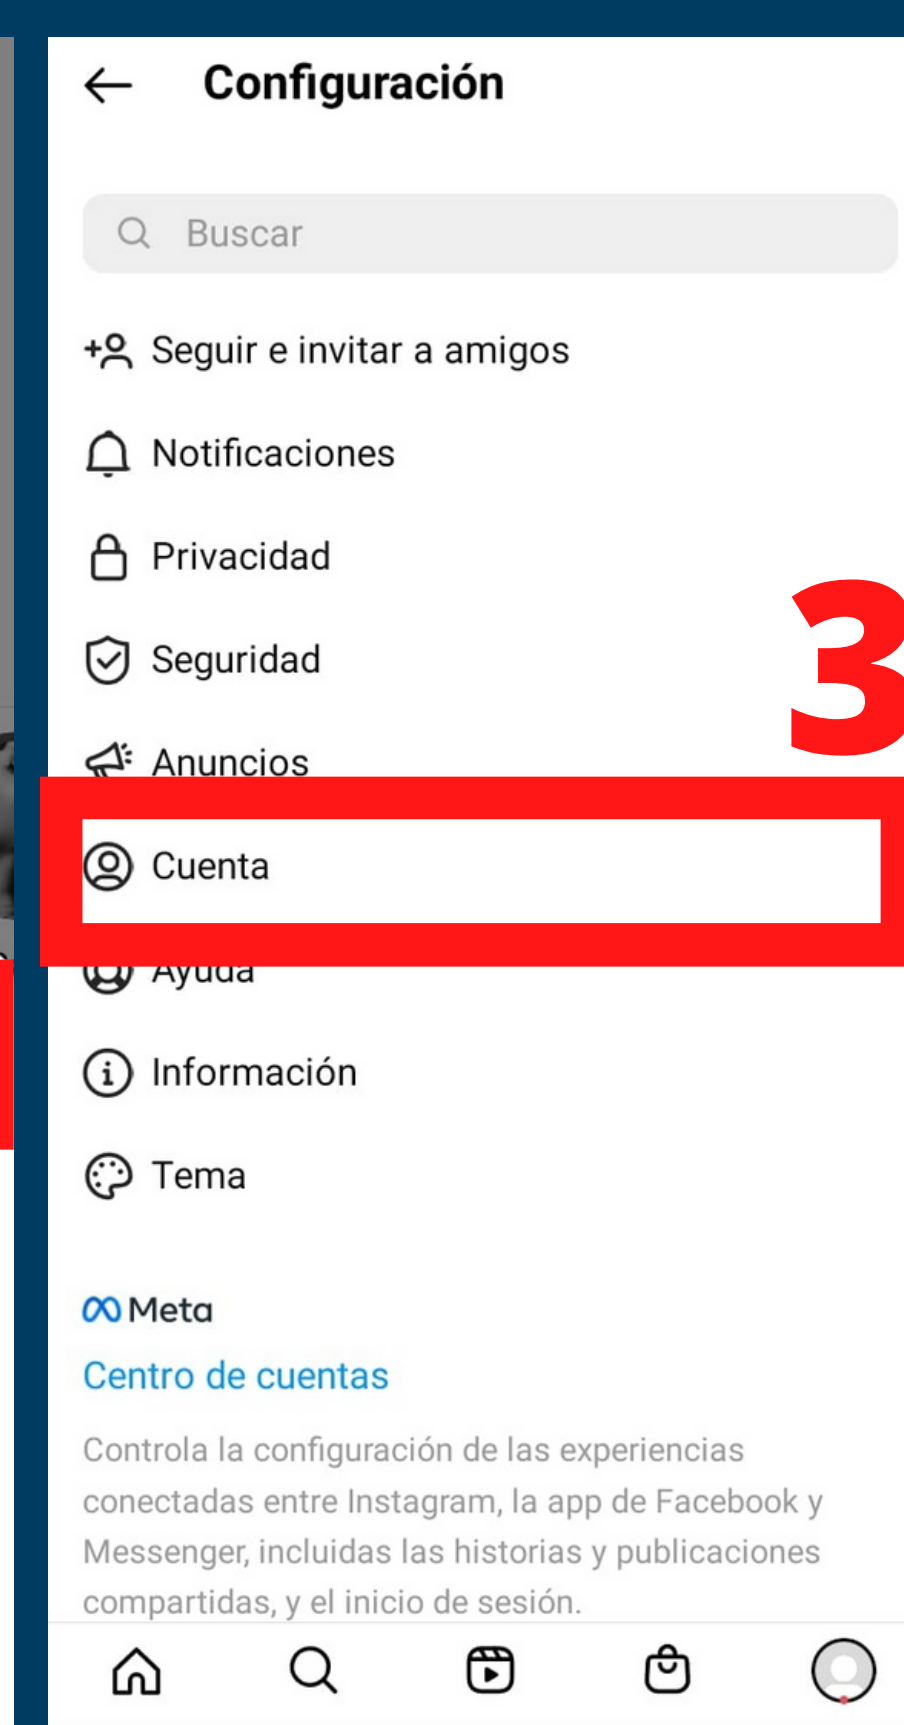 Configuración
Buscar
Seguir e invitar a amigos
Notificaciones
Privacidad
Seguridad
3
Anuncios
Cuenta
Ayuda
Información
Tema
Meta
Centro de cuentas
Controla la configuración de las experiencias
conectadas entre Instagram, la app de Facebook y
Messenger, incluidas las historias y publicaciones
compartidas, y el inicio de sesión.